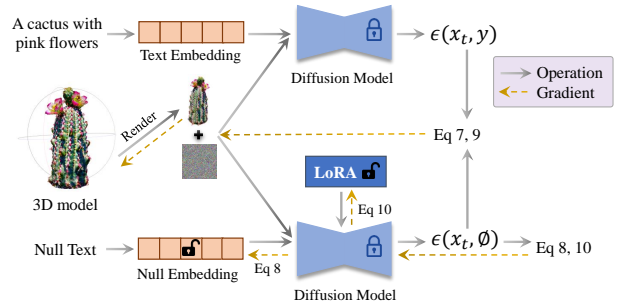 A cactus with
pink flowers
Text Embedding
Diffusion Model
ϵ(x_t, y)
Operation
Gradient
Render
+
Eq 7, 9
3D model
LoRA
Eq 10
Null Text
Null Embedding
Eq 8
Diffusion Model
ϵ(x_t, ∅)
Eq 8, 10